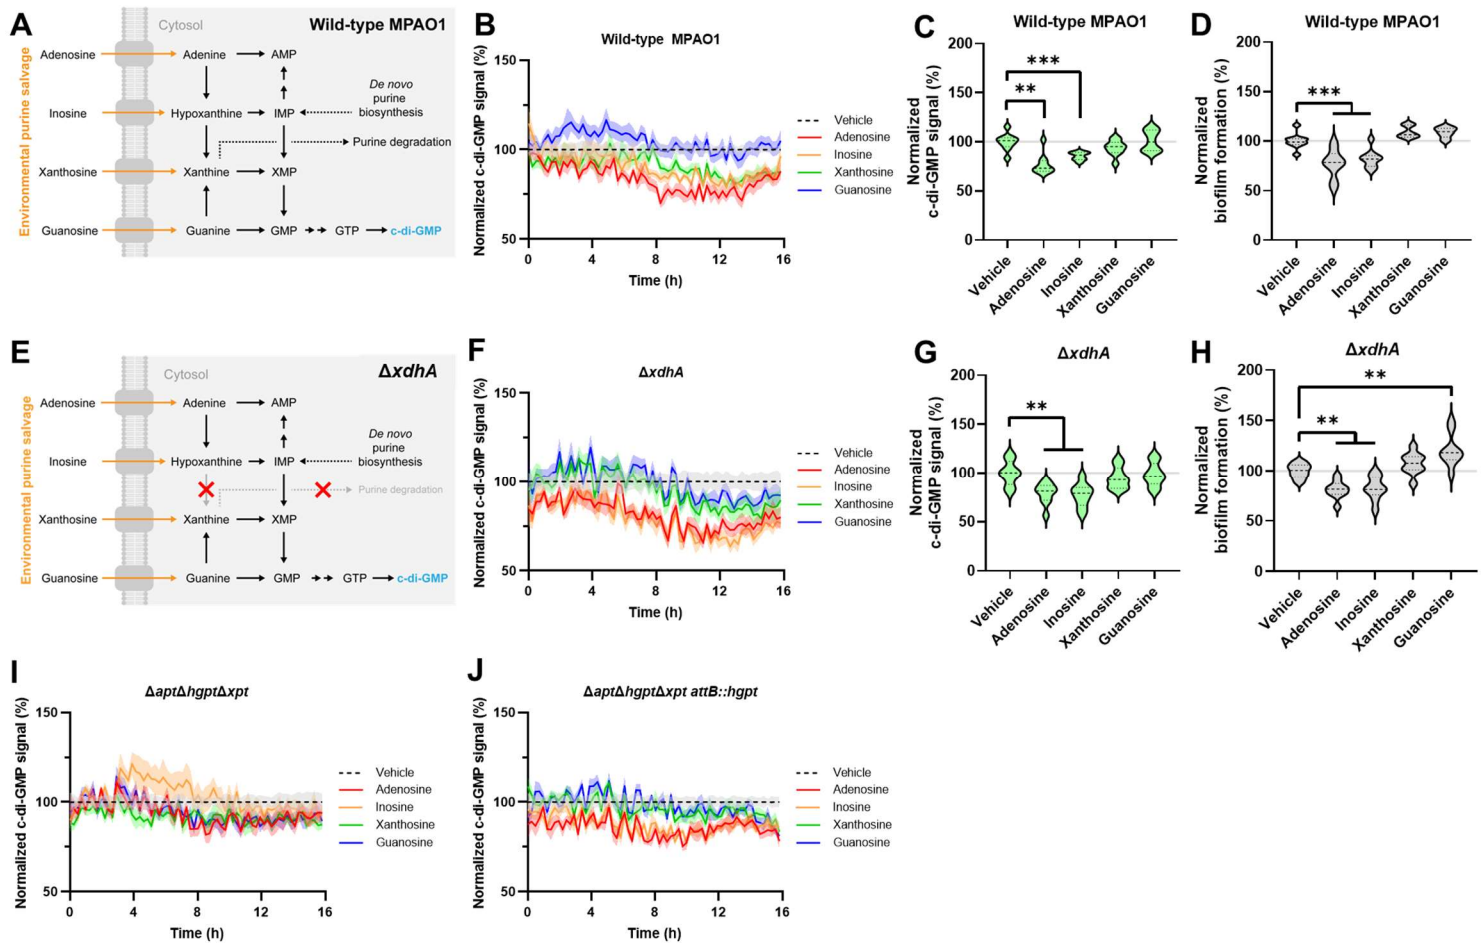 A
Environmental purine salvage
Cytosol
Wild-type MPAO1
Adenosine
Adenine
AMP
De novo
purine
biosynthesis
Inosine
Hypoxanthine
IMP
Purine degradation
Xanthosine
Xanthine
XMP
Guanosine
Guanine
GMP
GTP
c-di-GMP
B
Wild-type MPAO1
Normalized c-di-GMP signal (%)
150
100
50
0
4
8
12
16
Time (h)
Vehicle
Adenosine
Inosine
Xanthosine
Guanosine
C
Wild-type MPAO1
Normalized
c-di-GMP signal (%)
200
150
100
50
0
***
**
Vehicle
Adenosine
Inosine
Xanthosine
Guanosine
D
Wild-type MPAO1
Normalized
biofilm formation (%)
200
150
100
50
0
***
Vehicle
Adenosine
Inosine
Xanthosine
Guanosine
E
Environmental purine salvage
Cytosol
ΔxdhA
Adenosine
Adenine
AMP
De novo
purine
biosynthesis
Inosine
Hypoxanthine
IMP
Purine degradation
Xanthosine
Xanthine
XMP
Guanosine
Guanine
GMP
GTP
c-di-GMP
F
ΔxdhA
Normalized c-di-GMP signal (%)
150
100
50
0
4
8
12
16
Time (h)
Vehicle
Adenosine
Inosine
Xanthosine
Guanosine
G
ΔxdhA
Normalized
c-di-GMP signal (%)
200
150
100
50
0
**
Vehicle
Adenosine
Inosine
Xanthosine
Guanosine
H
ΔxdhA
Normalized
biofilm formation (%)
200
150
100
50
0
**
**
Vehicle
Adenosine
Inosine
Xanthosine
Guanosine
I
ΔaptΔhgptΔxpt
Normalized c-di-GMP signal (%)
150
100
50
0
4
8
12
16
Time (h)
Vehicle
Adenosine
Inosine
Xanthosine
Guanosine
J
ΔaptΔhgptΔxpt attB::hgpt
Normalized c-di-GMP signal (%)
150
100
50
0
4
8
12
16
Time (h)
Vehicle
Adenosine
Inosine
Xanthosine
Guanosine